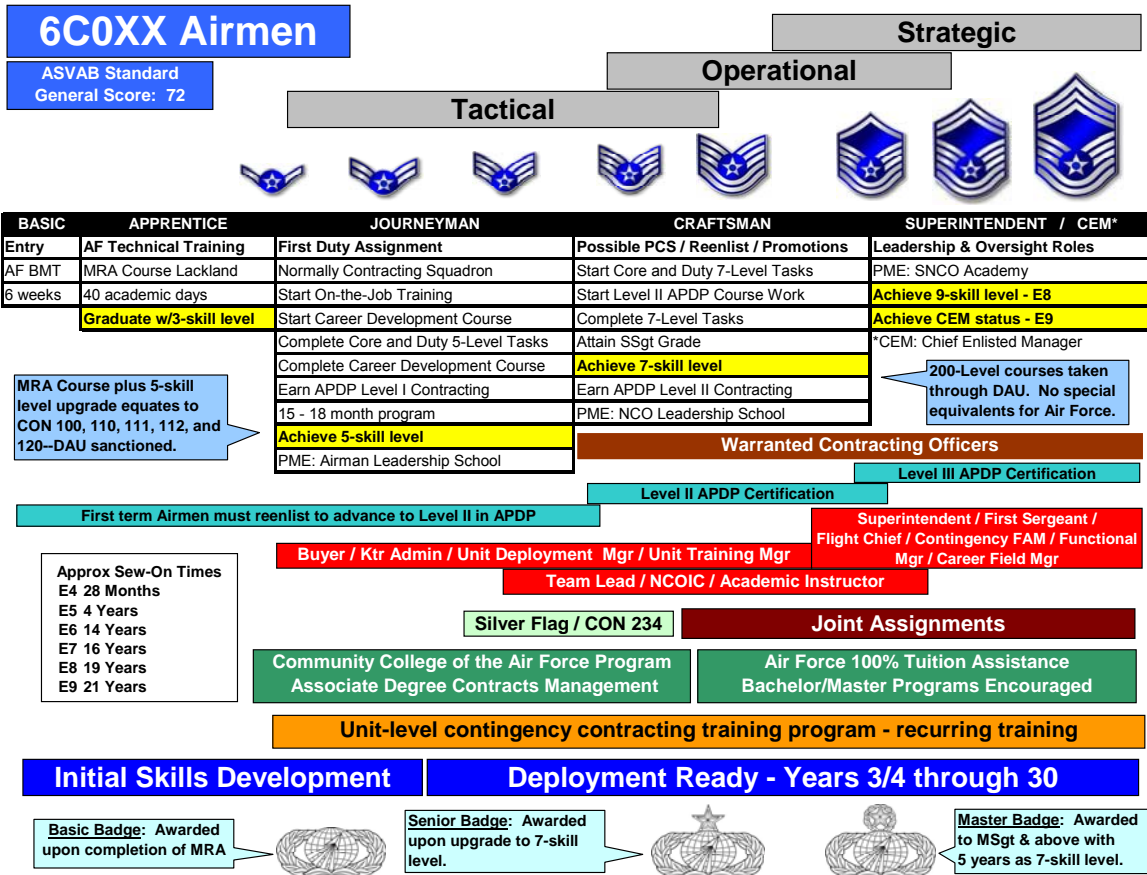 6C0XX Airmen
ASVAB Standard
General Score: 72
Strategic
Operational
Tactical
BASIC
APPRENTICE
JOURNEYMAN
CRAFTSMAN
SUPERINTENDENT / CEM*
Entry
AF Technical Training
First Duty Assignment
Possible PCS / Reenlist / Promotions
Leadership & Oversight Roles
AF BMT
MRA Course Lackland
Normally Contracting Squadron
Start Core and Duty 7-Level Tasks
PME: SNCO Academy
6 weeks
40 academic days
Start On-the-Job Training
Start Level II APDP Course Work
Achieve 9-skill level - E8
Graduate w/3-skill level
Start Career Development Course
Complete 7-Level Tasks
Achieve CEM status - E9
Complete Core and Duty 5-Level Tasks
Attain SSgt Grade
*CEM: Chief Enlisted Manager
Complete Career Development Course
Achieve 7-skill level
Earn APDP Level I Contracting
Earn APDP Level II Contracting
15 - 18 month program
PME: NCO Leadership School
Achieve 5-skill level
PME: Airman Leadership School
MRA Course plus 5-skill
level upgrade equates to
CON 100, 110, 111, 112, and
120--DAU sanctioned.
200-Level courses taken
through DAU. No special
equivalents for Air Force.
Warranted Contracting Officers
Level III APDP Certification
Level II APDP Certification
First term Airmen must reenlist to advance to Level II in APDP
Superintendent / First Sergeant /
Flight Chief / Contingency FAM / Functional
Mgr / Career Field Mgr
Buyer / Ktr Admin / Unit Deployment Mgr / Unit Training Mgr
Team Lead / NCOIC / Academic Instructor
Approx Sew-On Times
E4 28 Months
E5 4 Years
E6 14 Years
E7 16 Years
E8 19 Years
E9 21 Years
Silver Flag / CON 234
Joint Assignments
Community College of the Air Force Program
Associate Degree Contracts Management
Air Force 100% Tuition Assistance
Bachelor/Master Programs Encouraged
Unit-level contingency contracting training program - recurring training
Initial Skills Development
Deployment Ready - Years 3/4 through 30
Basic Badge: Awarded
upon completion of MRA
Senior Badge: Awarded
upon upgrade to 7-skill
level.
Master Badge: Awarded
to MSgt & above with
5 years as 7-skill level.